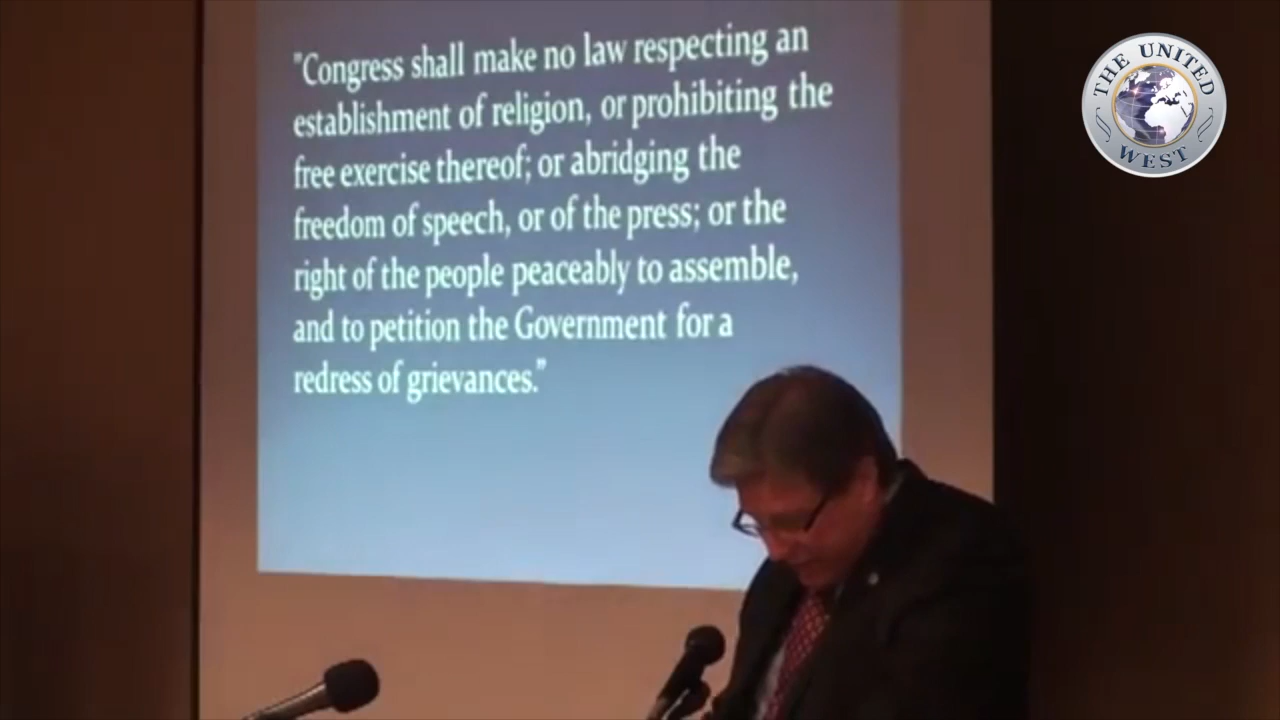 "Congress shall make no law respecting an
establishment of religion, or prohibiting the
free exercise thereof; or abridging the
freedom of speech, or of the press; or the
right of the people peaceably to assemble,
and to petition the Government for a
redress of grievances."
THE UNITED
WEST